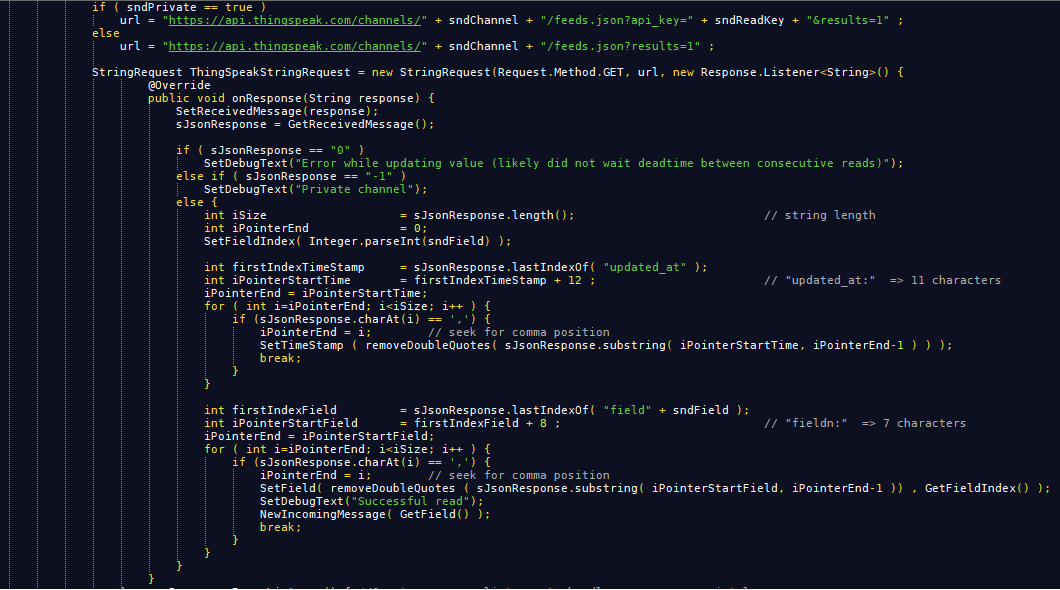 if ( sndPrivate == true )
url = "https://api.thingspeak.com/channels/" + sndChannel + "/feeds.json?api_key=" + sndReadKey + "&results=1" ;
else
url = "https://api.thingspeak.com/channels/" + sndChannel + "/feeds.json?results=1" ;
StringRequest ThingSpeakStringRequest = new StringRequest(Request.Method.GET, url, new Response.Listener<String>() {
@Override
public void onResponse(String response) {
SetReceivedMessage(response);
sJsonResponse = GetReceivedMessage();
if ( sJsonResponse == "0" )
SetDebugText("Error while updating value (likely did not wait deadtime between consecutive reads)");
else if ( sJsonResponse == "-1" )
SetDebugText("Private channel");
else {
int iSize = sJsonResponse.length(); // string length
int iPointerEnd = 0;
SetFieldIndex( Integer.parseInt(sndField) );
int firstIndexTimeStamp = sJsonResponse.lastIndexOf( "updated_at" );
int iPointerStartTime = firstIndexTimeStamp + 12 ; // "updated_at:" => 11 characters
iPointerEnd = iPointerStartTime;
for ( int i=iPointerEnd; i<iSize; i++ ) {
if (sJsonResponse.charAt(i) == ',') {
iPointerEnd = i; // seek for comma position
SetTimeStamp ( removeDoubleQuotes( sJsonResponse.substring( iPointerStartTime, iPointerEnd-1 ) ) );
break;
}
}
int firstIndexField = sJsonResponse.lastIndexOf( "field" + sndField );
int iPointerStartField = firstIndexField + 8 ; // "fieldn:" => 7 characters
iPointerEnd = iPointerStartField;
for ( int i=iPointerEnd; i<iSize; i++ ) {
if (sJsonResponse.charAt(i) == ',') {
iPointerEnd = i; // seek for comma position
SetField( removeDoubleQuotes ( sJsonResponse.substring( iPointerStartField, iPointerEnd-1 )) , GetFieldIndex() );
SetDebugText("Successful read");
NewIncomingMessage( GetField() );
break;
}
}
}
}